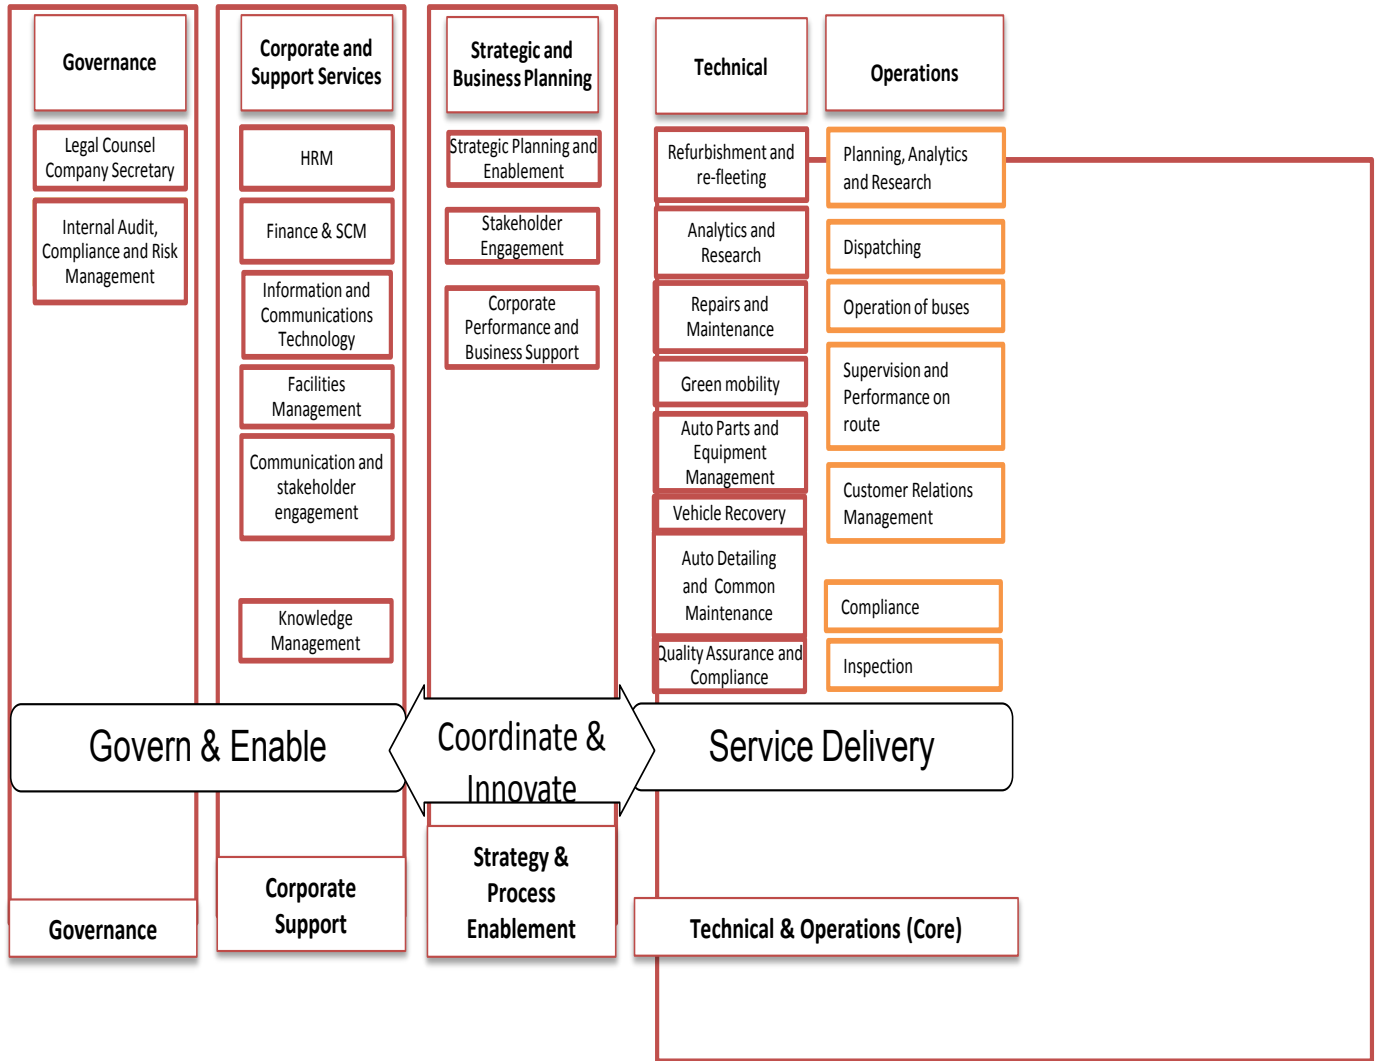 Governance
Legal Counsel
Company Secretary
Internal Audit,
Compliance and Risk
Management
Corporate and
Support Services
HRM
Finance & SCM
Information and
Communications
Technology
Facilities
Management
Communication and
stakeholder
engagement
Knowledge
Management
Strategic and
Business Planning
Strategic Planning and
Enablement
Stakeholder
Engagement
Corporate
Performance and
Business Support
Technical
Refurbishment and
re-fleeting
Analytics and
Research
Repairs and
Maintenance
Green mobility
Auto Parts and
Equipment
Management
Vehicle Recovery
Auto Detailing
and Common
Maintenance
Quality Assurance and
Compliance
Operations
Planning, Analytics
and Research
Dispatching
Operation of buses
Supervision and
Performance on
route
Customer Relations
Management
Compliance
Inspection
Govern & Enable
Coordinate &
Innovate
Service Delivery
Governance
Corporate
Support
Strategy &
Process
Enablement
Technical & Operations (Core)